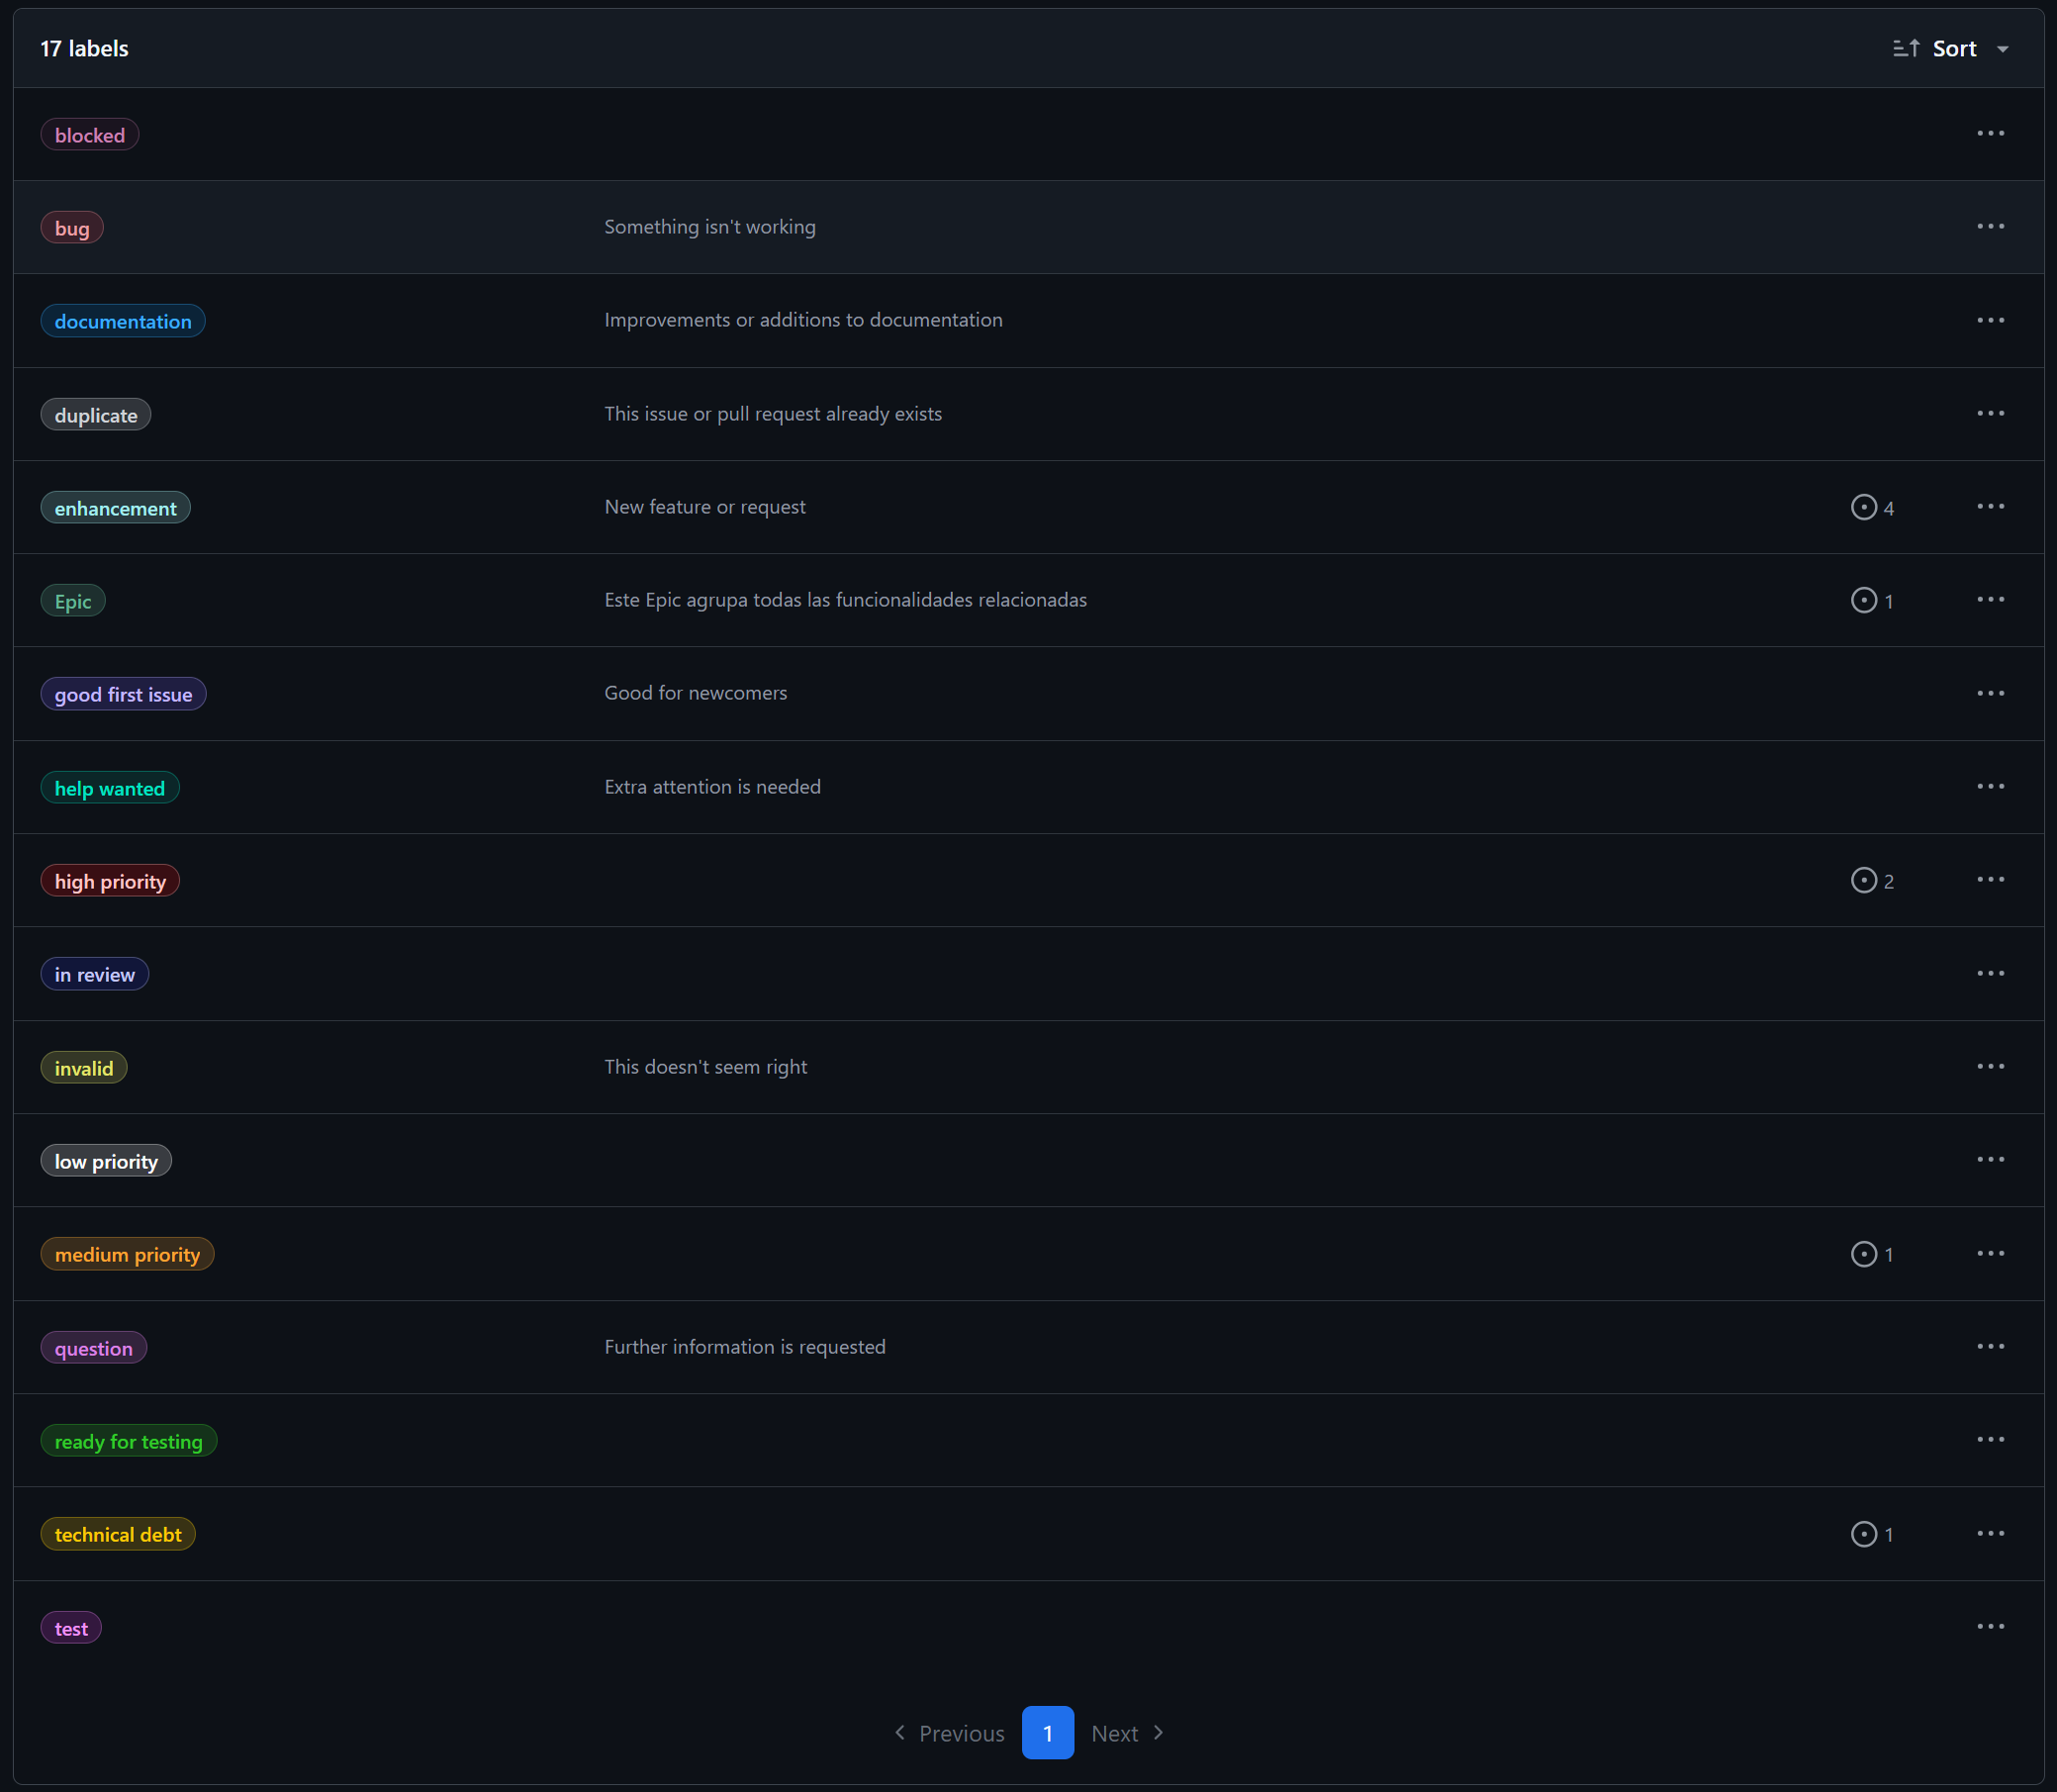 17 labels Sort
blocked
bug Something isn't working
documentation Improvements or additions to documentation
duplicate This issue or pull request already exists
enhancement New feature or request 4
Epic Este Epic agrupa todas las funcionalidades relacionadas 1
good first issue Good for newcomers
help wanted Extra attention is needed
high priority 2
in review
invalid This doesn't seem right
low priority
medium priority 1
question Further information is requested
ready for testing
technical debt 1
test
Previous 1 Next